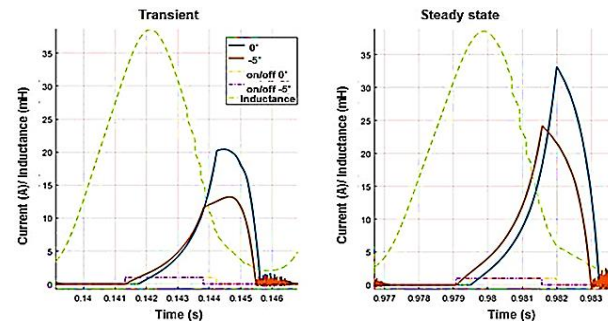 Transient
Steady state
Current (A)/ Inductance (mH)
35
30
25
20
15
10
5
0
0°
-5°
on/off 0°
on/off -5°
Inductance
0.14 0.141 0.142 0.143 0.144 0.145 0.146
Time (s)
Current (A)/ Inductance (mH)
35
30
25
20
15
10
5
0
0.977 0.978 0.979 0.98 0.981 0.982 0.983
Time (s)